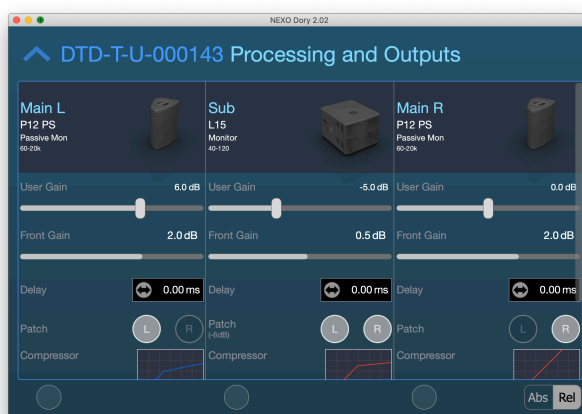 NEXO Dory 2.02
DTD-T-U-000143 Processing and Outputs
Main L
P12 PS
Passive Mon
60-20k
Sub
L15
Monitor
40-120
Main R
P12 PS
Passive Mon
60-20k
User Gain 6.0 dB
User Gain -5.0 dB
User Gain 0.0 dB
Front Gain 2.0 dB
Front Gain 0.5 dB
Front Gain 2.0 dB
Delay 0.00 ms
Delay 0.00 ms
Delay 0.00 ms
Patch L R
Patch L R
(-6dB)
Patch L R
Compressor
Compressor
Compressor
Abs Rel